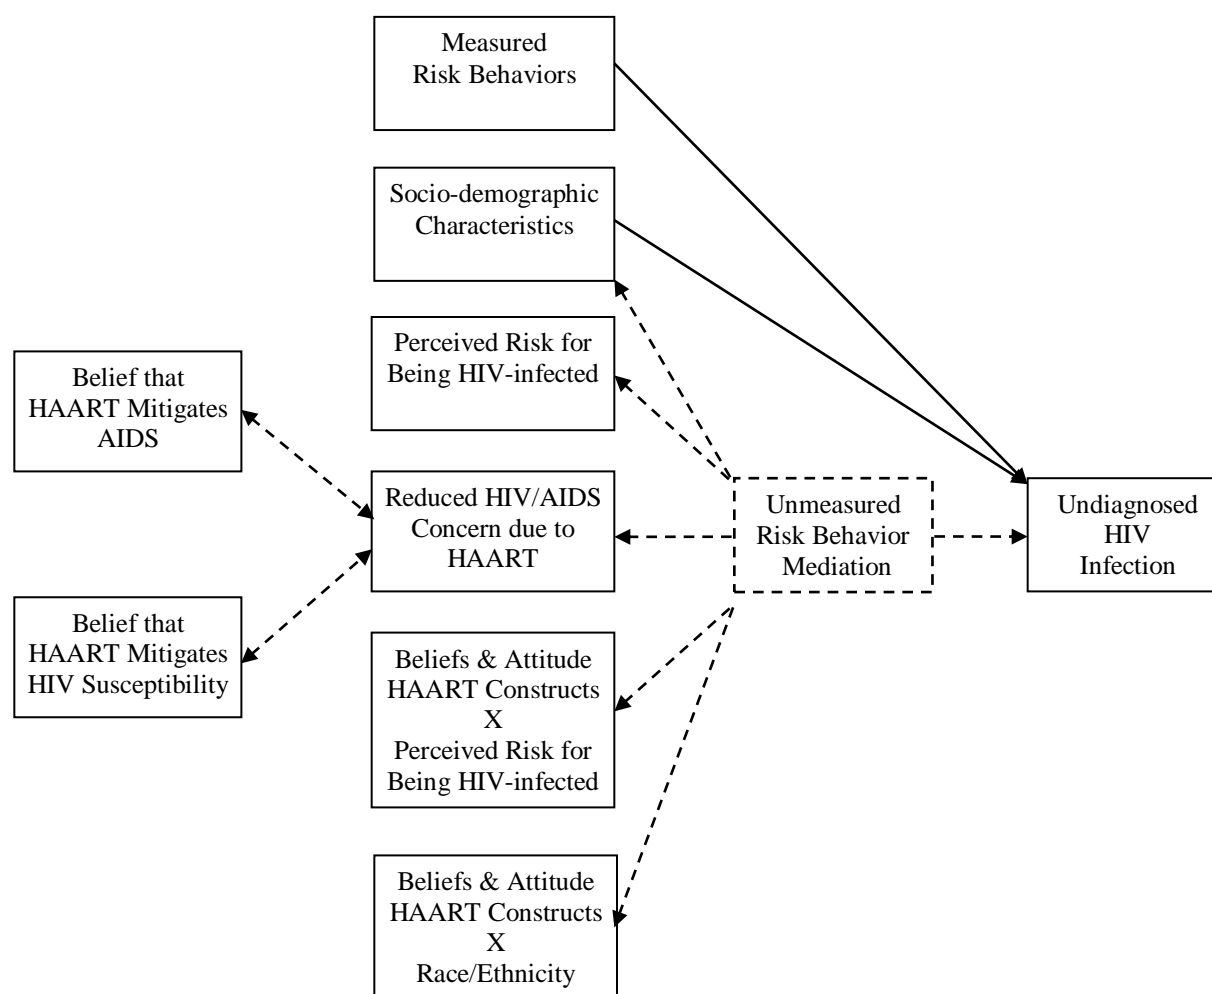 Measured
Risk Behaviors
Socio-demographic
Characteristics
Perceived Risk for
Being HIV-infected
Belief that
HAART Mitigates
AIDS
Reduced HIV/AIDS
Concern due to
HAART
Unmeasured
Risk Behavior
Mediation
Undiagnosed
HIV
Infection
Belief that
HAART Mitigates
HIV Susceptibility
Beliefs & Attitude
HAART Constructs
X
Perceived Risk for
Being HIV-infected
Beliefs & Attitude
HAART Constructs
X
Race/Ethnicity